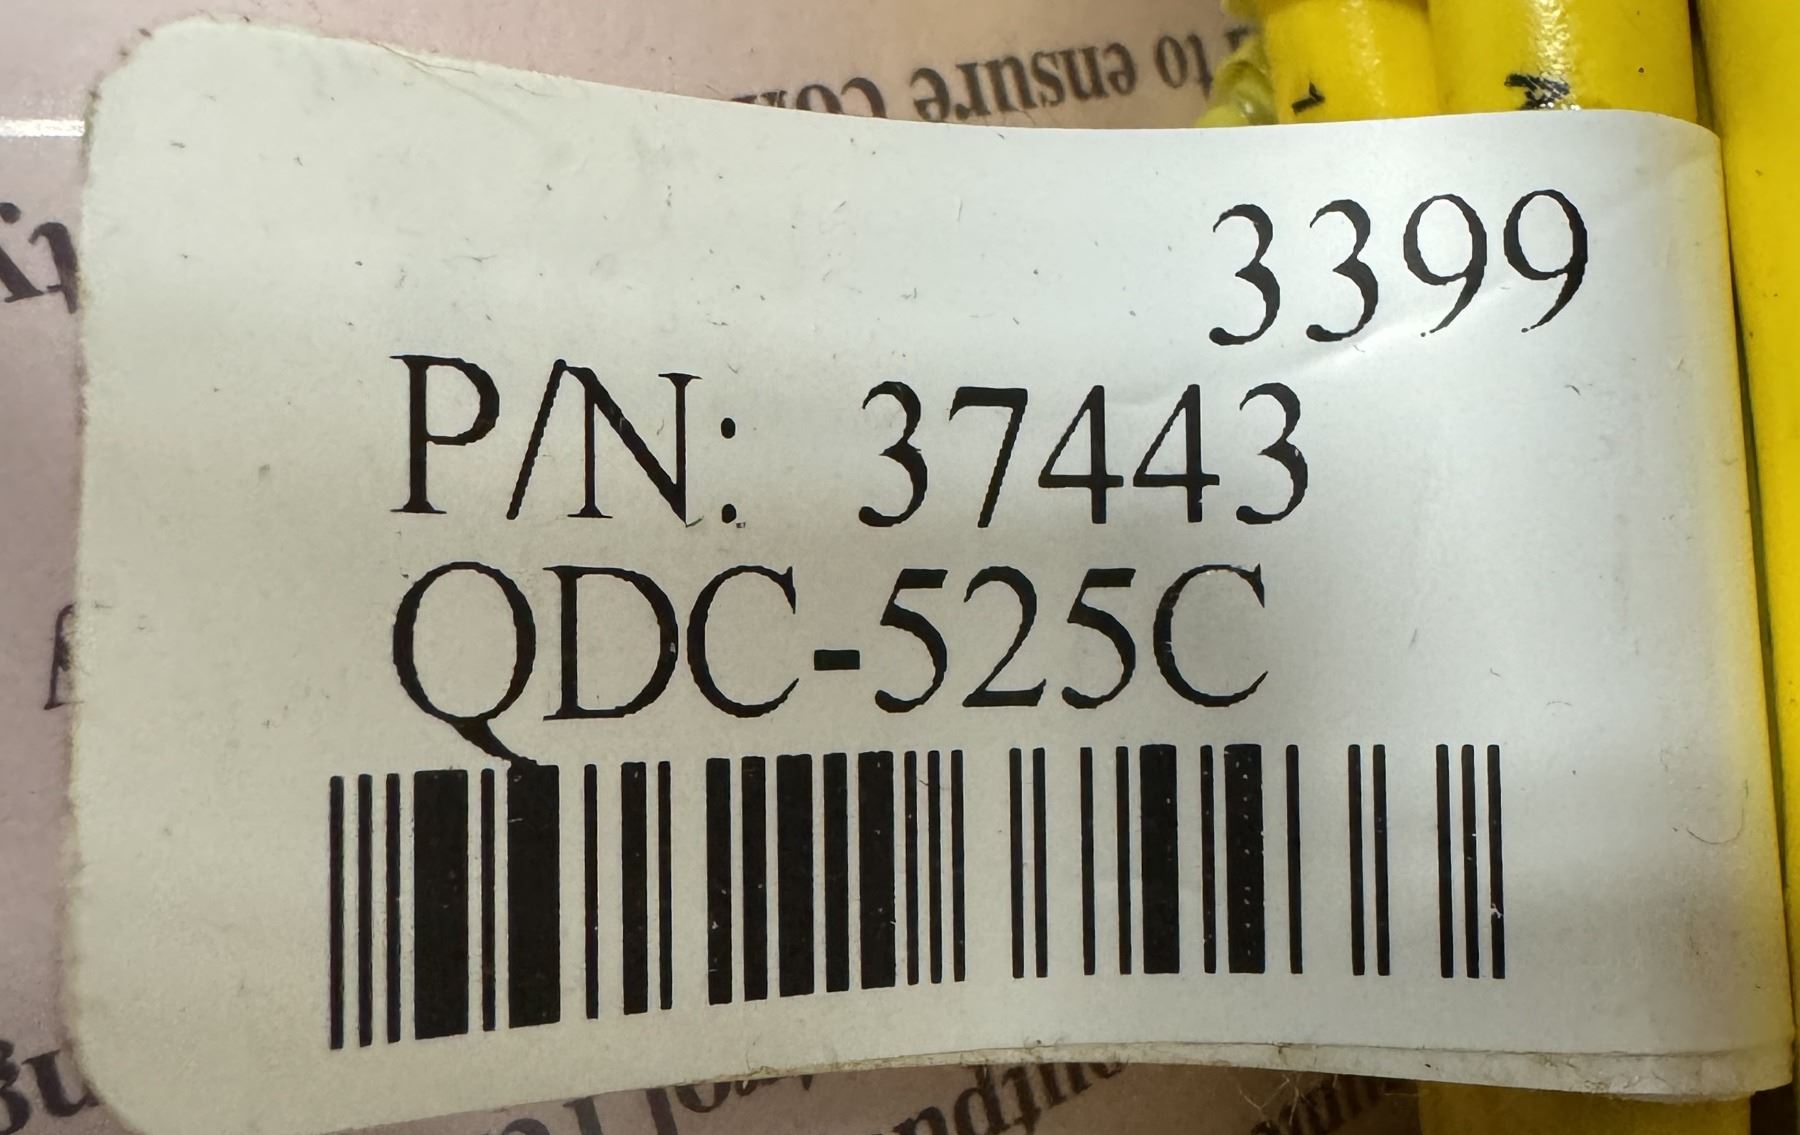 to ensure
3399
P/N: 37443
QDC-525C